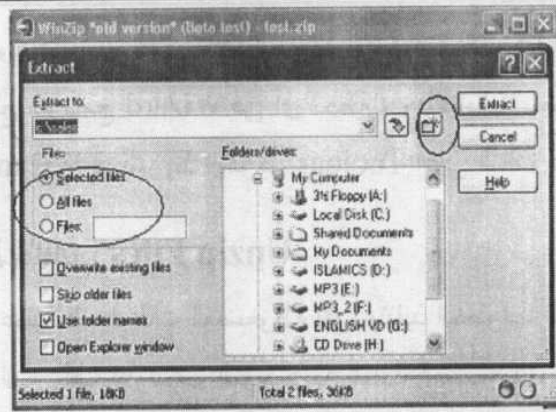 WinZip *old version* (Beta test) - test.zip
Extract
Extract to:
Extract
Cancel
Help
Files
Selected files
All files
Files:
Overwrite existing files
Skip older files
Use folder names
Open Explorer window
Folders/drives:
My Computer
3½ Floppy (A:)
Local Disk (C:)
Shared Documents
My Documents
ISLAMICS (D:)
MP3 (E:)
MP3_2 (F:)
ENGLISH VD (G:)
CD Drive (H:)
Selected 1 file, 18KB
Total 2 files, 36KB